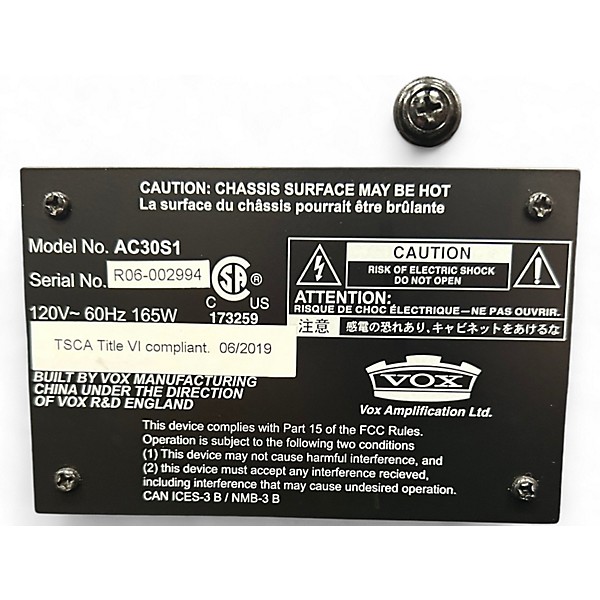 CAUTION: CHASSIS SURFACE MAY BE HOT
La surface du châssis pourrait être brûlante
Model No. AC30S1
Serial No. R06-002994
120V~ 60Hz 165W
TSCA Title VI compliant. 06/2019
BUILT BY VOX MANUFACTURING
CHINA UNDER THE DIRECTION
OF VOX R&D ENGLAND
CSA ®
C US
173259
CAUTION
RISK OF ELECTRIC SHOCK
DO NOT OPEN
ATTENTION:
RISQUE DE CHOC ÉLECTRIQUE—NE PAS OUVRIR.
注意 感電の恐れあり、キャビネットをあけるな
VOX
Vox Amplification Ltd.
This device complies with Part 15 of the FCC Rules.
Operation is subject to the following two conditions
(1) This device may not cause harmful interference, and
(2) this device must accept any interference recieved,
including interference that may cause undesired operation.
CAN ICES-3 B / NMB-3 B